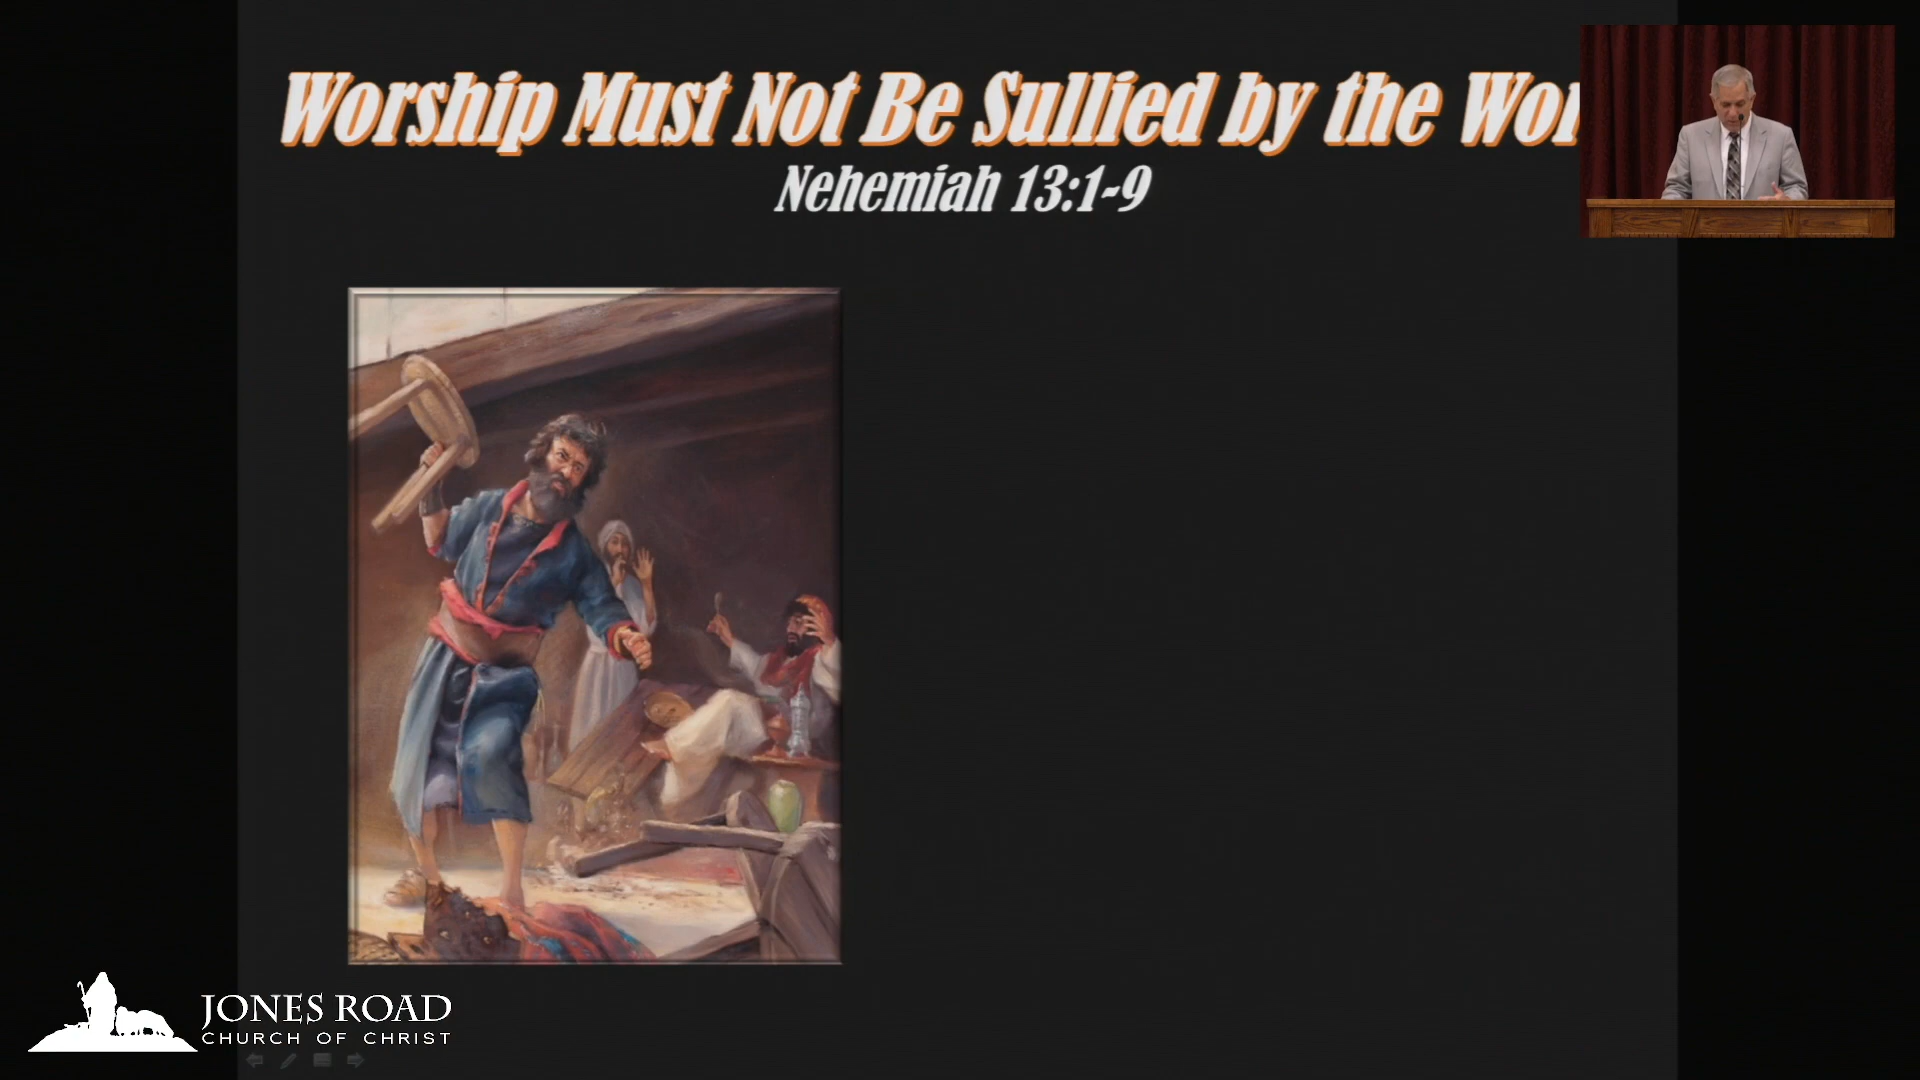 Worship Must Not Be Sullied by the Wor
Nehemiah 13:1-9
JONES ROAD
CHURCH OF CHRIST